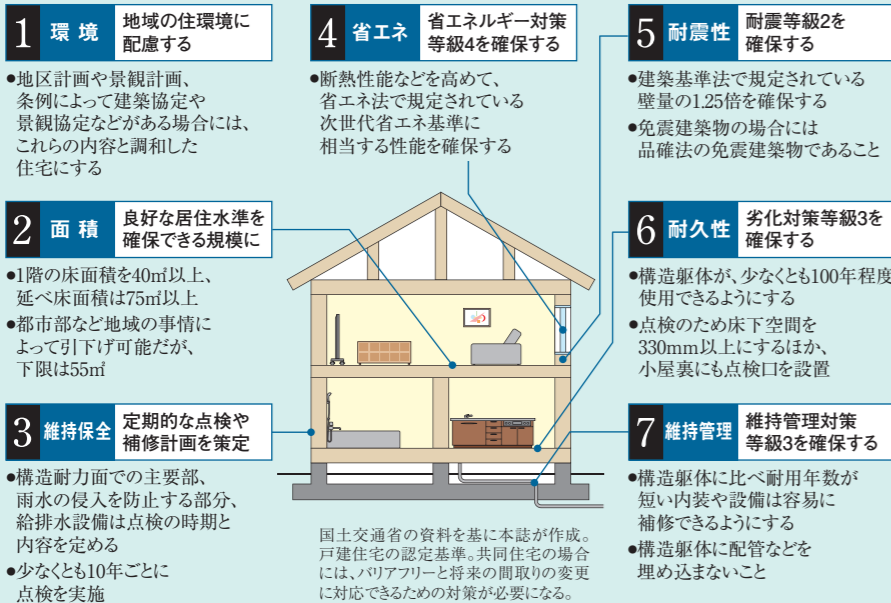 1 環 境 地域の住環境に
配慮する
●地区計画や景観計画、
条例によって建築協定や
景観協定などがある場合には、
これらの内容と調和した
住宅にする
2 面 積 良好な居住水準を
確保できる規模に
●1階の床面積を40㎡以上、
延べ床面積は75㎡以上
●都市部など地域の事情に
よって引下げ可能だが、
下限は55㎡
3 維持保全 定期的な点検や
補修計画を策定
●構造耐力面での主要部、
雨水の侵入を防止する部分、
給排水設備は点検の時期と
内容を定める
●少なくとも10年ごとに
点検を実施
4 省エネ 省エネルギー対策
等級4を確保する
●断熱性能などを高めて、
省エネ法で規定されている
次世代省エネ基準に
相当する性能を確保する
5 耐震性 耐震等級2を
確保する
●建築基準法で規定されている
壁量の1.25倍を確保する
●免震建築物の場合には
品確法の免震建築物であること
6 耐久性 劣化対策等級3を
確保する
●構造躯体が、少なくとも100年程度
使用できるようにする
●点検のため床下空間を
330mm以上にするほか、
小屋裏にも点検口を設置
7 維持管理 維持管理対策
等級3を確保する
●構造躯体に比べ耐用年数が
短い内装や設備は容易に
補修できるようにする
●構造躯体に配管などを
埋め込まないこと
国土交通省の資料を基に本誌が作成。
戸建住宅の認定基準。共同住宅の場合
には、バリアフリーと将来の間取りの変更
に対応できるための対策が必要になる。